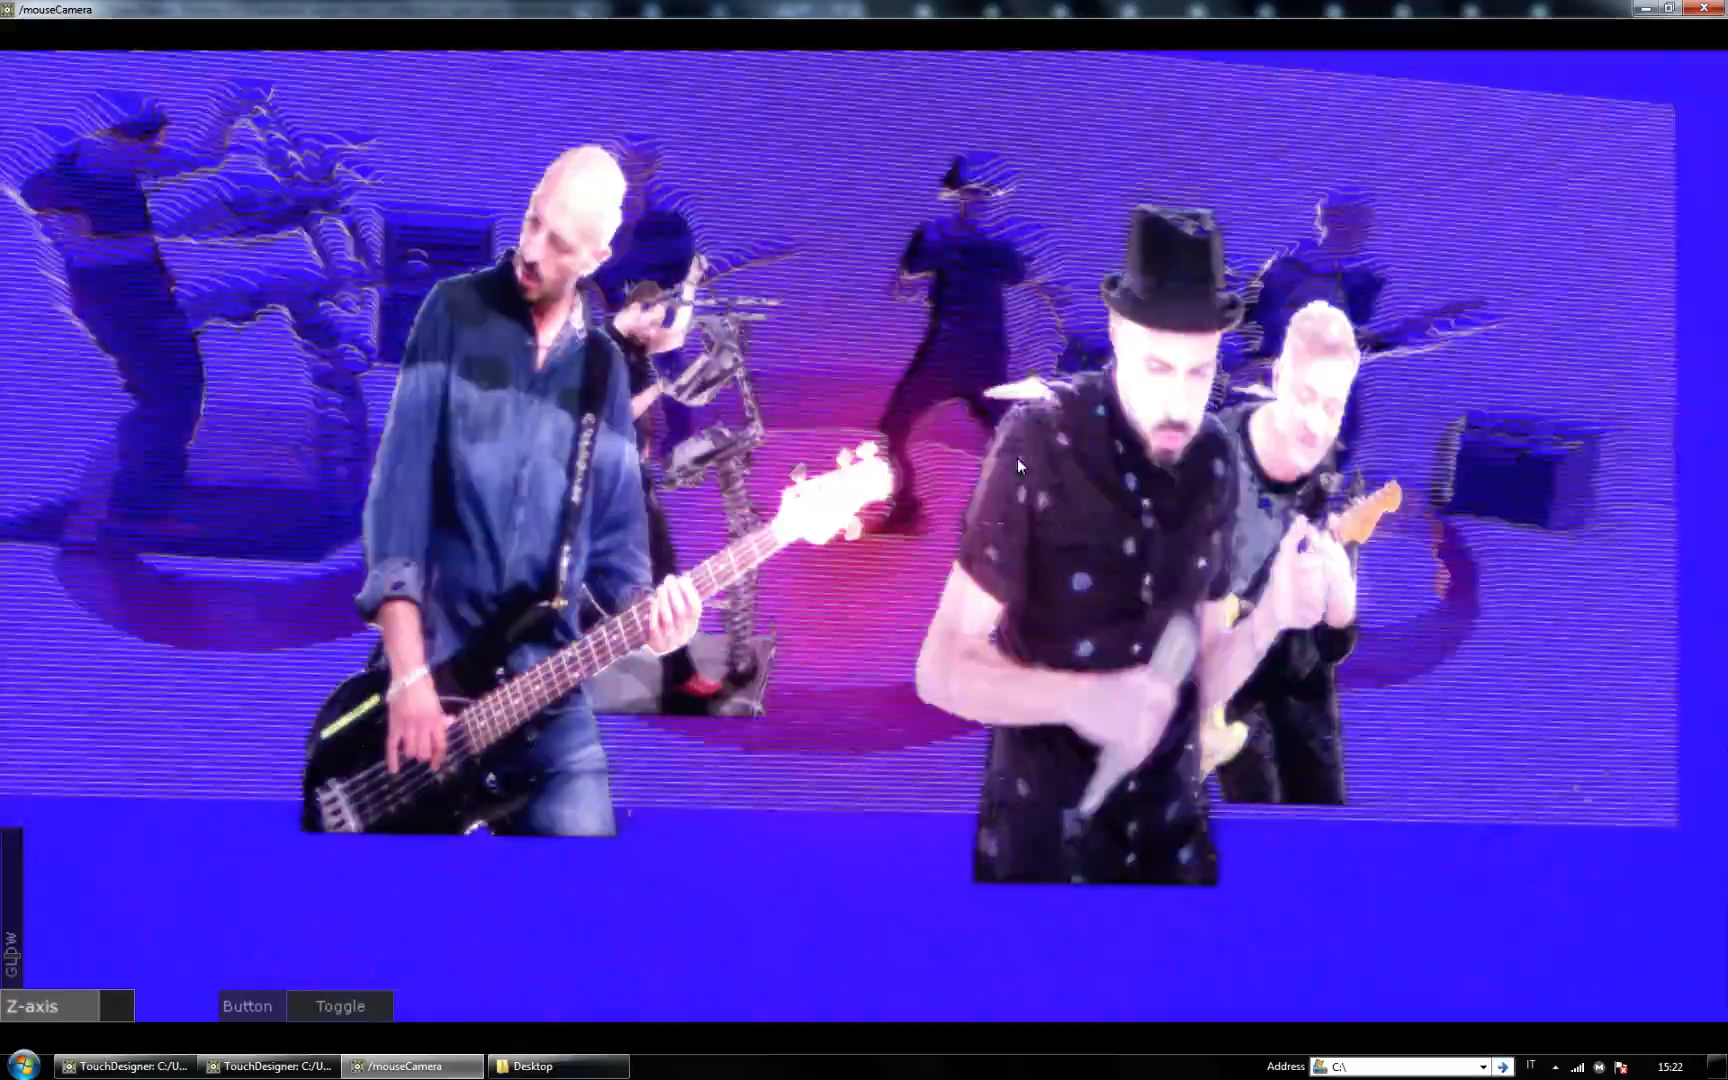 /mouseCamera
GLOW
Z-axis
Button
Toggle
TouchDesigner: C:/U...
TouchDesigner: C:/U...
/mouseCamera
Desktop
Address
C:\
IT
15:22